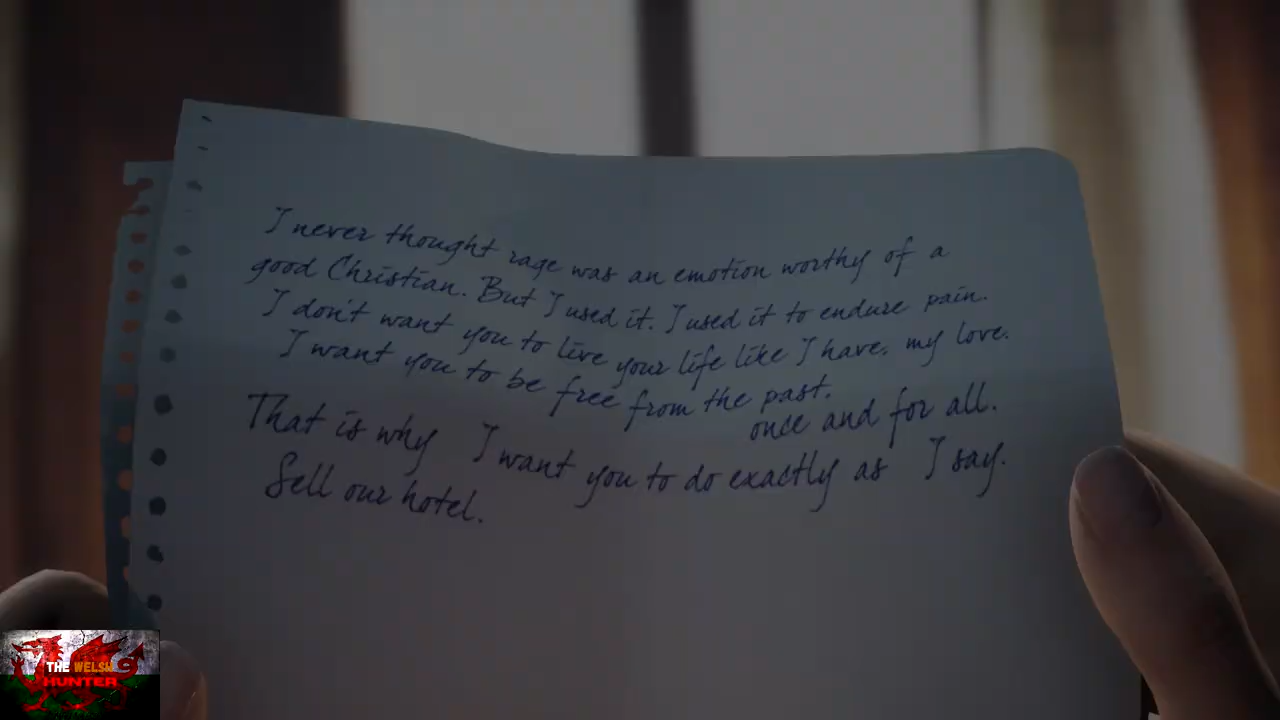 I never thought rage was an emotion worthy of a
good Christian. But I used it. I used it to endure pain.
I don't want you to live your life like I have, my love.
I want you to be free from the past,
once and for all.
That is why I want you to do exactly as I say.
Sell our hotel.
THE WELSH
HUNTER